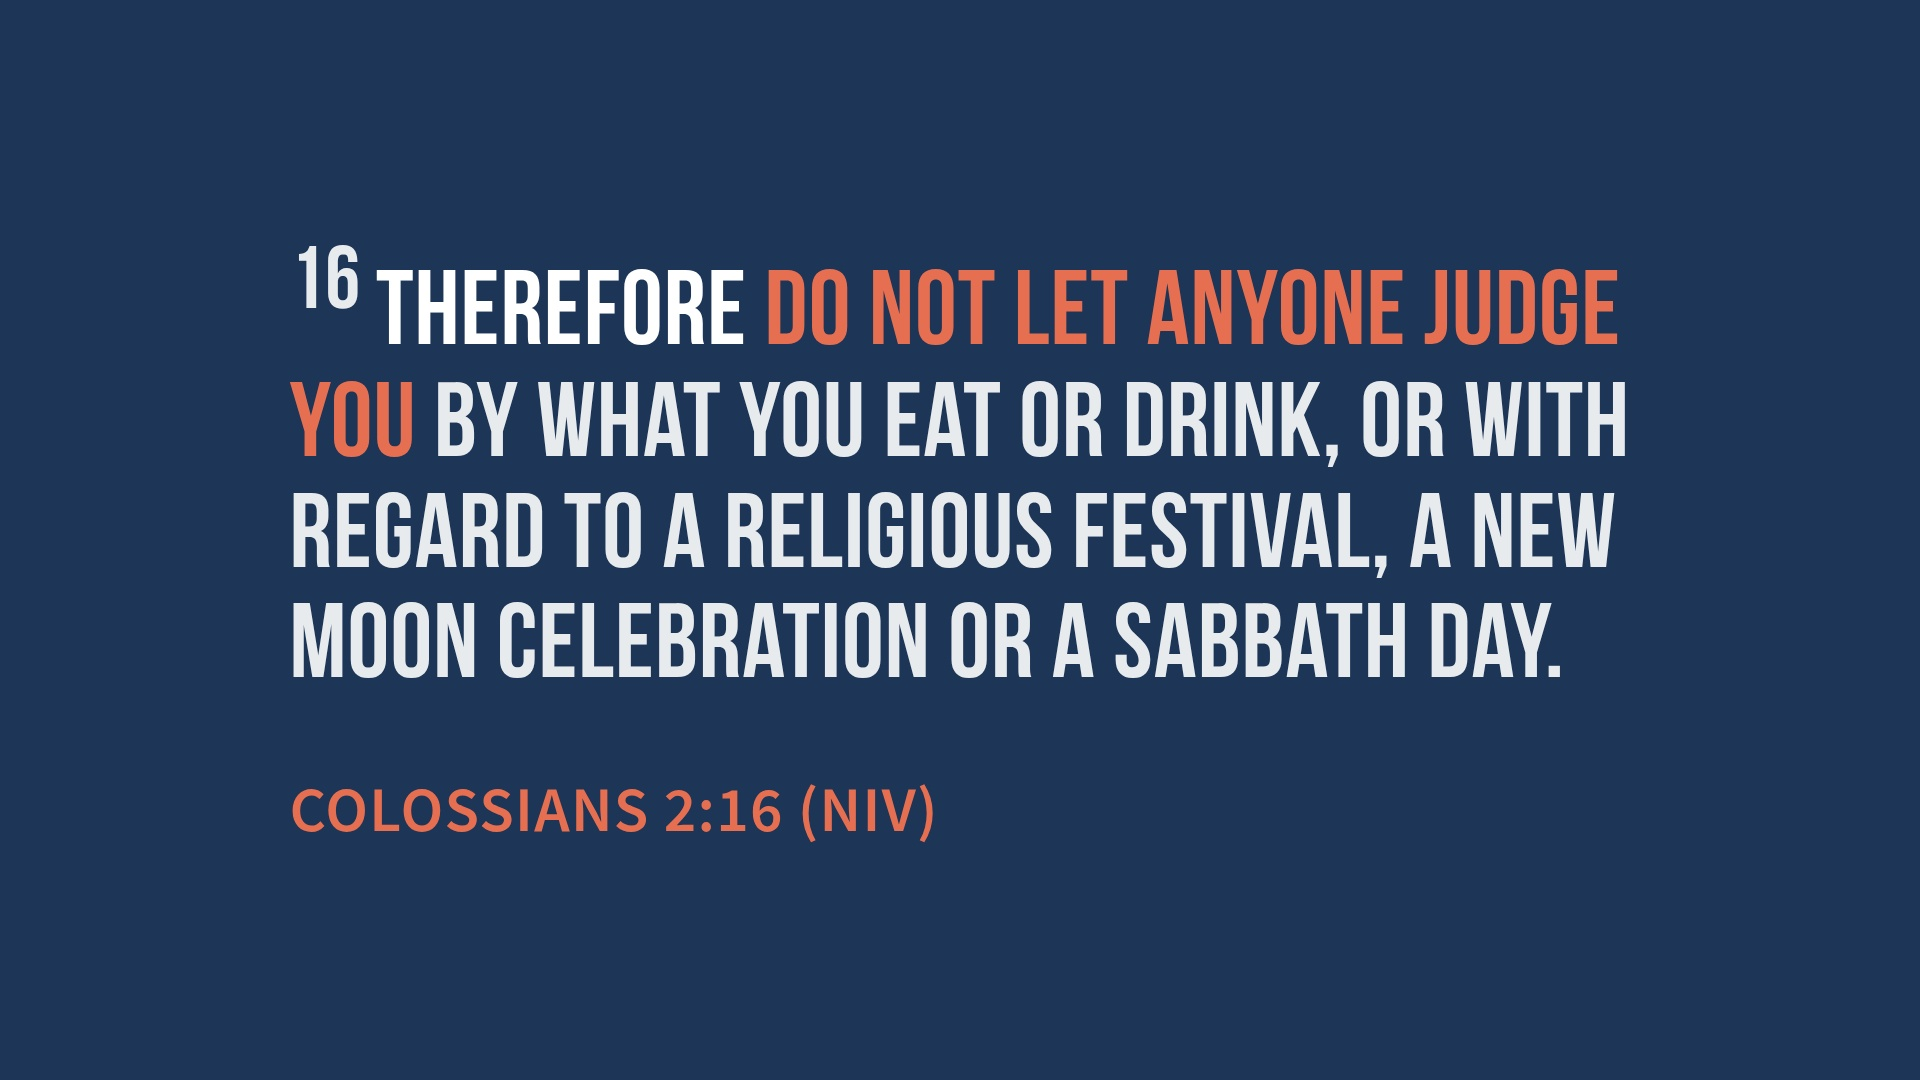 16 THEREFORE DO NOT LET ANYONE JUDGE
YOU BY WHAT YOU EAT OR DRINK, OR WITH
REGARD TO A RELIGIOUS FESTIVAL, A NEW
MOON CELEBRATION OR A SABBATH DAY.
COLOSSIANS 2:16 (NIV)